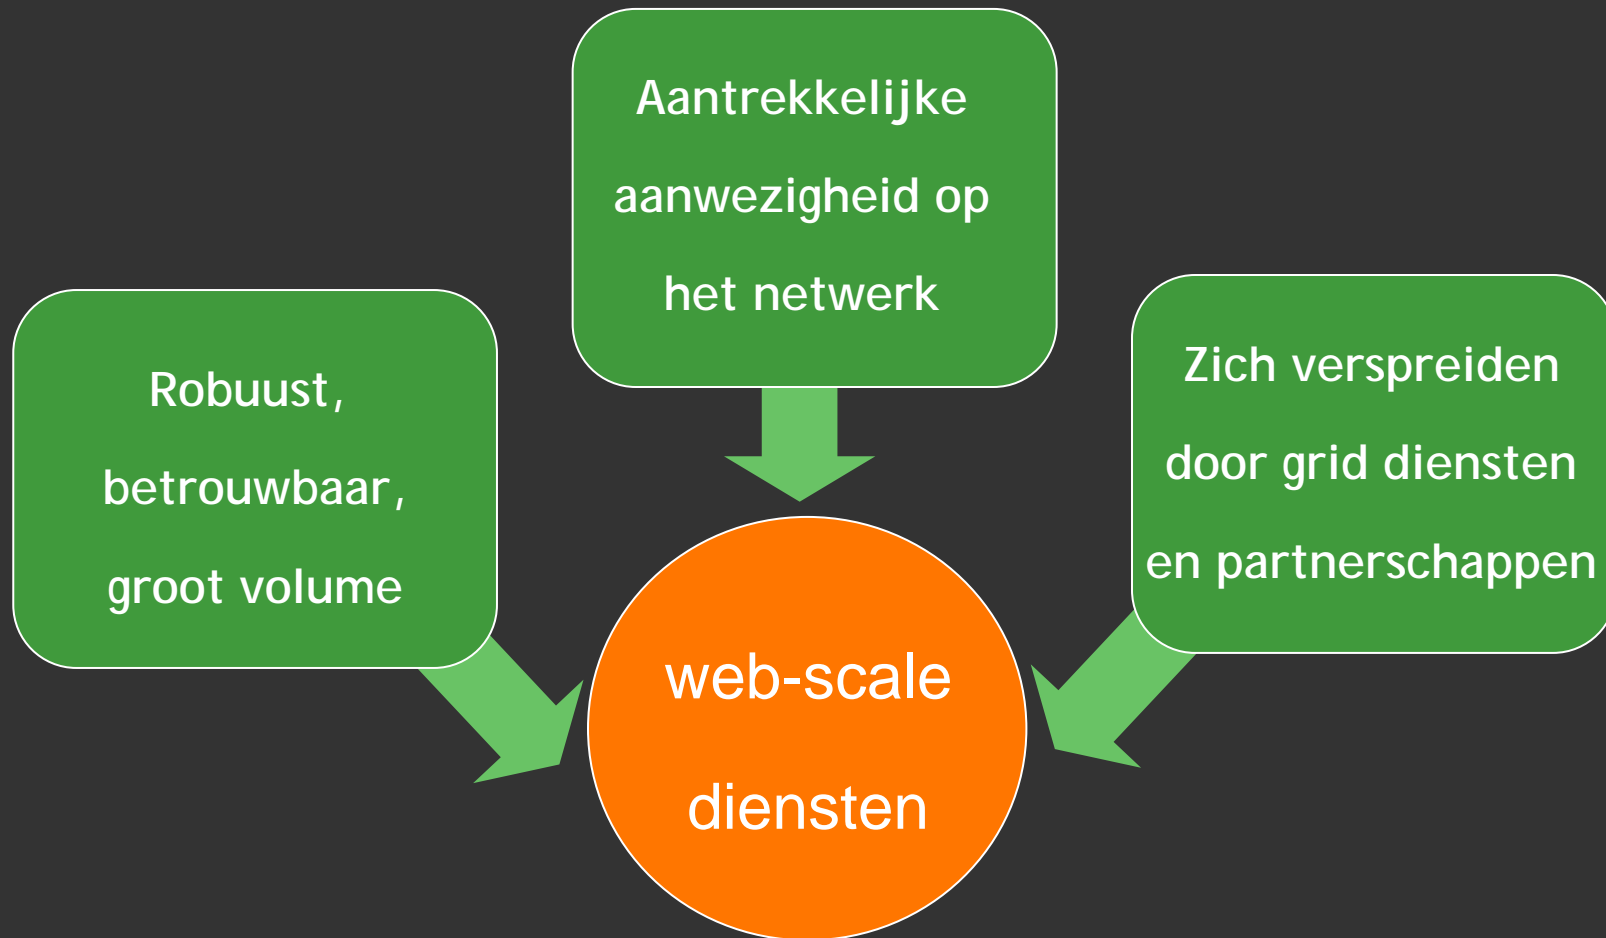 Aantrekkelijke
aanwezigheid op
het netwerk
Robuust,
betrouwbaar,
groot volume
Zich verspreiden
door grid diensten
en partnerschappen
web-scale
diensten